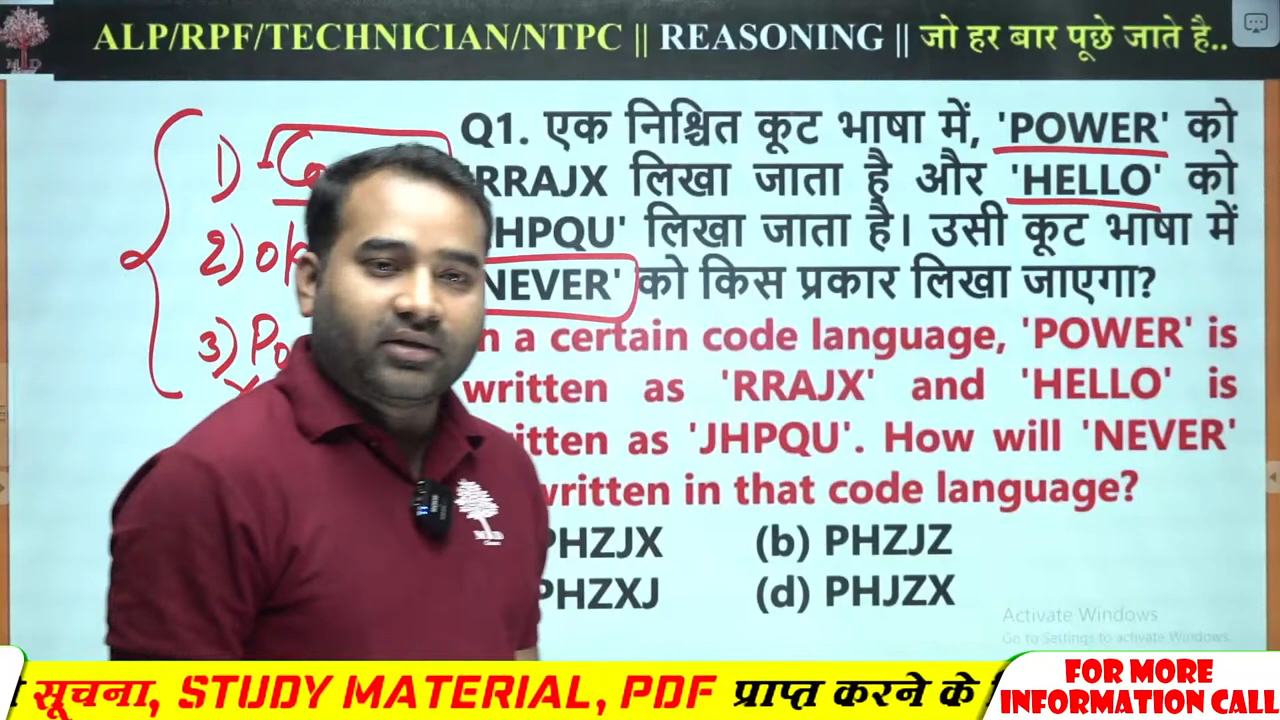 ALP/RPF/TECHNICIAN/NTPC || REASONING || जो हर बार पूछे जाते है..
Q1. एक निश्चित कूट भाषा में, 'POWER' को
RRAJX लिखा जाता है और 'HELLO' को
HPQU' लिखा जाता है। उसी कूट भाषा में
NEVER' को किस प्रकार लिखा जाएगा?
a certain code language, 'POWER' is
written as 'RRAJX' and 'HELLO' is
as 'JHPQU'. How will 'NEVER'
written in that code language?
PHZJX (b) PHZJZ
PHZXJ (d) PHJZX
1)
2)
3)
Activate Windows
Go to Settings to activate Windows.
सूचना, STUDY MATERIAL, PDF प्राप्त करने के
FOR MORE
INFORMATION CALL